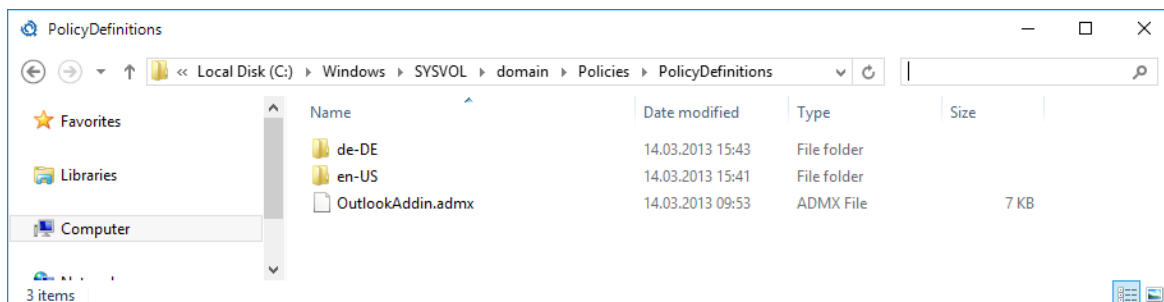 PolicyDefinitions
« Local Disk (C:) Windows SYSVOL domain Policies PolicyDefinitions
Name Date modified Type Size
Favorites
de-DE 14.03.2013 15:43 File folder
Libraries
en-US 14.03.2013 15:41 File folder
OutlookAddin.admx 14.03.2013 09:53 ADMX File 7 KB
Computer
3 items